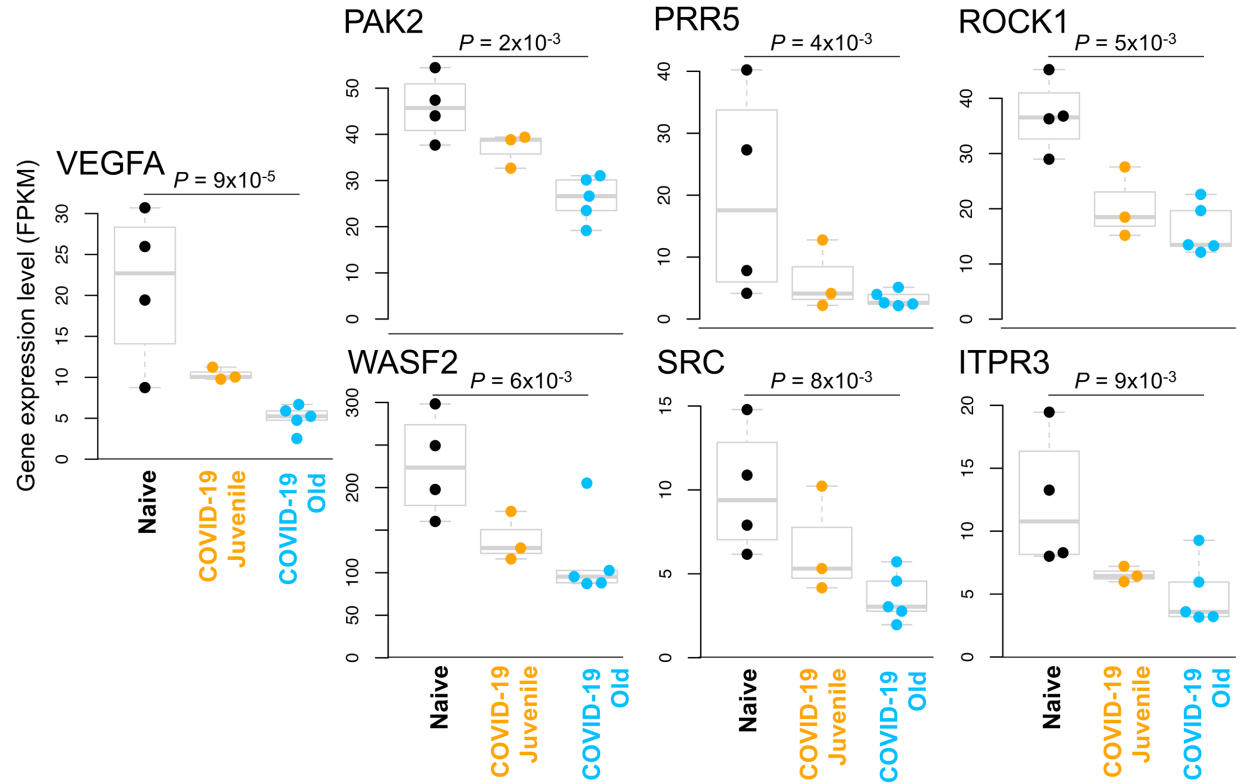 Gene expression level (FPKM)
VEGFA
P = 9x10-5
30
25
20
15
10
5
0
Naive
COVID-19
Juvenile
COVID-19
Old
PAK2
P = 2x10-3
50
40
30
20
10
0
PRR5
P = 4x10-3
40
30
20
10
0
ROCK1
P = 5x10-3
40
30
20
10
0
WASF2
P = 6x10-3
300
200
100
50
0
Naive
COVID-19
Juvenile
COVID-19
Old
SRC
P = 8x10-3
15
10
5
0
Naive
COVID-19
Juvenile
COVID-19
Old
ITPR3
P = 9x10-3
20
15
10
5
0
Naive
COVID-19
Juvenile
COVID-19
Old